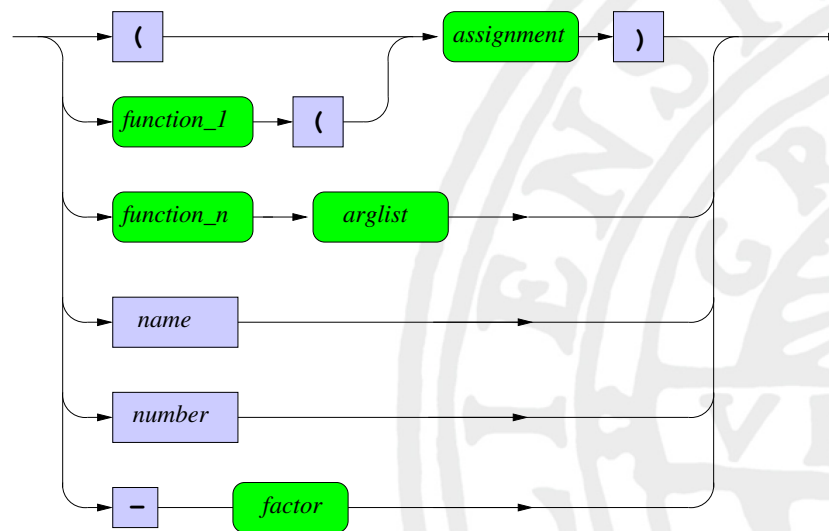 ( assignment )
function_1 (
function_n arglist
name
number
− factor